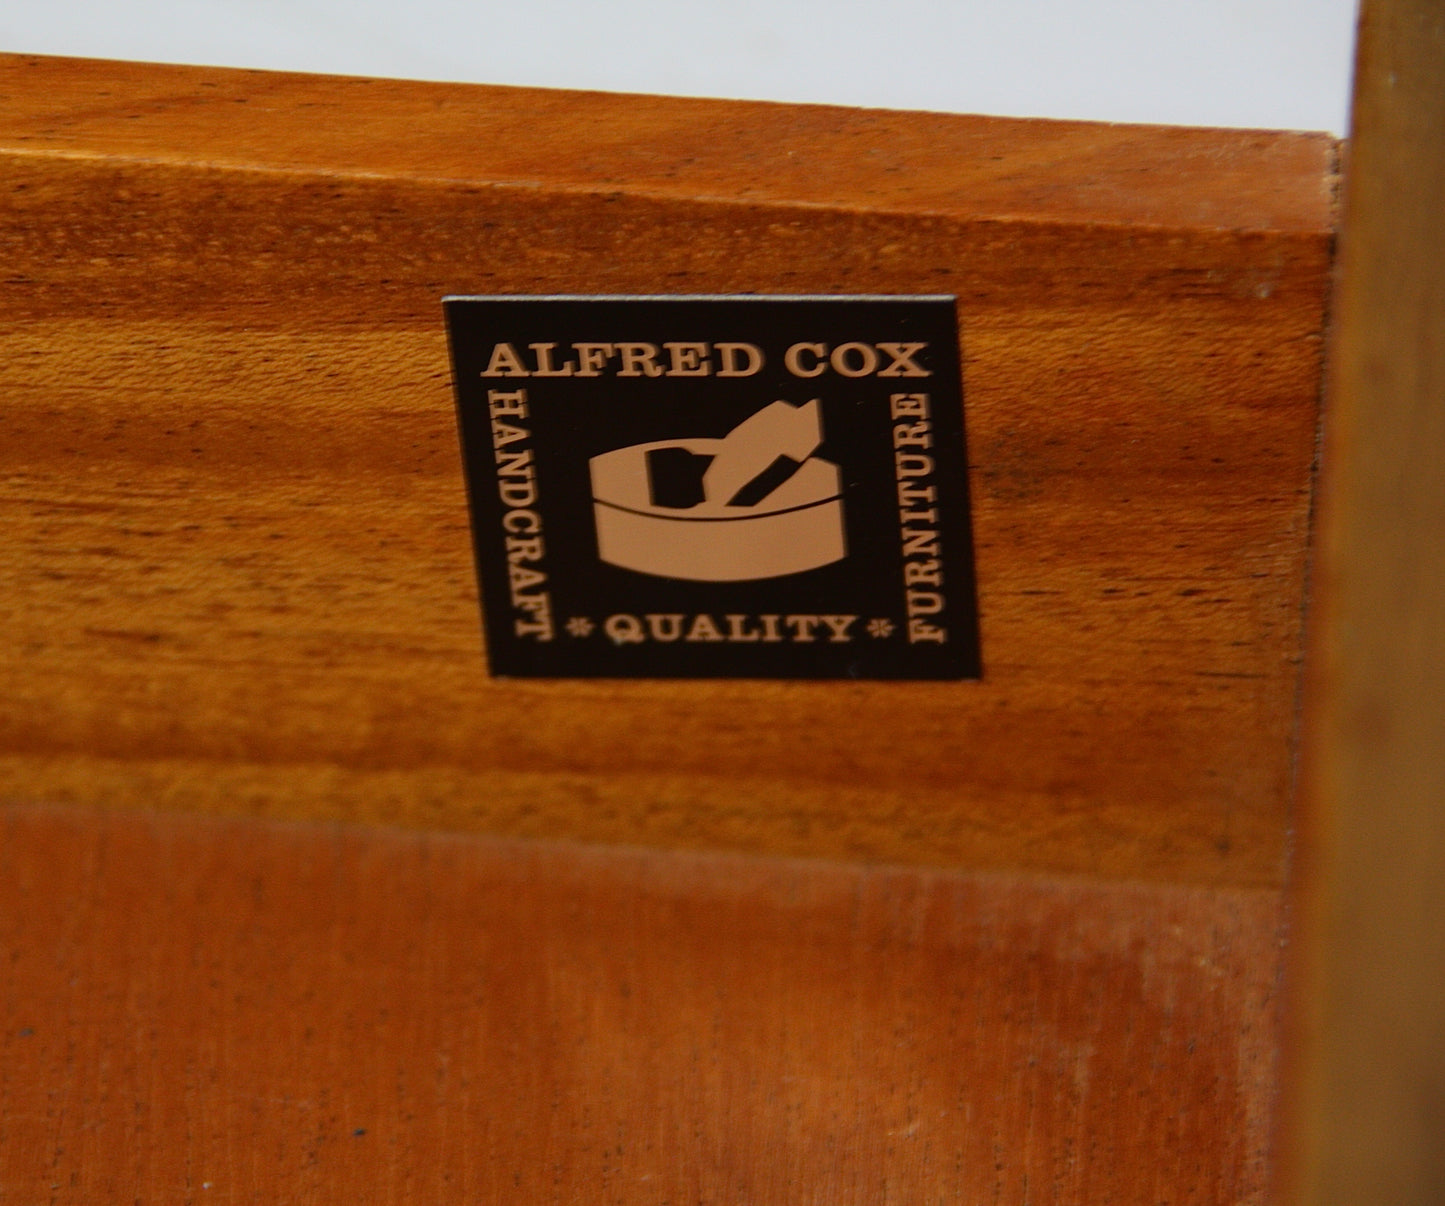 ALFRED COX
HANDCRAFT
FURNITURE
* QUALITY *